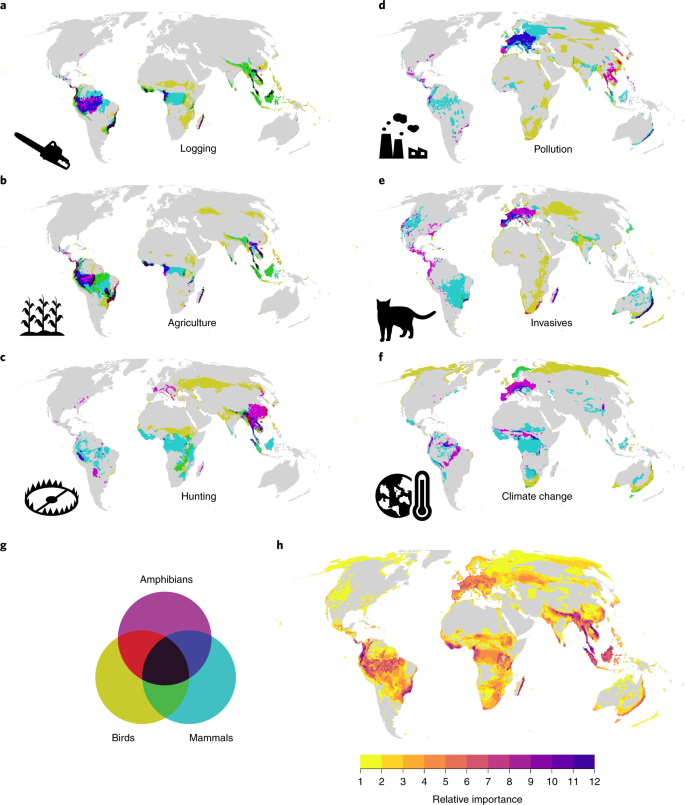 a
Logging
b
Agriculture
c
Hunting
d
Pollution
e
Invasives
f
Climate change
g
Amphibians
Birds
Mammals
h
1 2 3 4 5 6 7 8 9 10 11 12
Relative importance